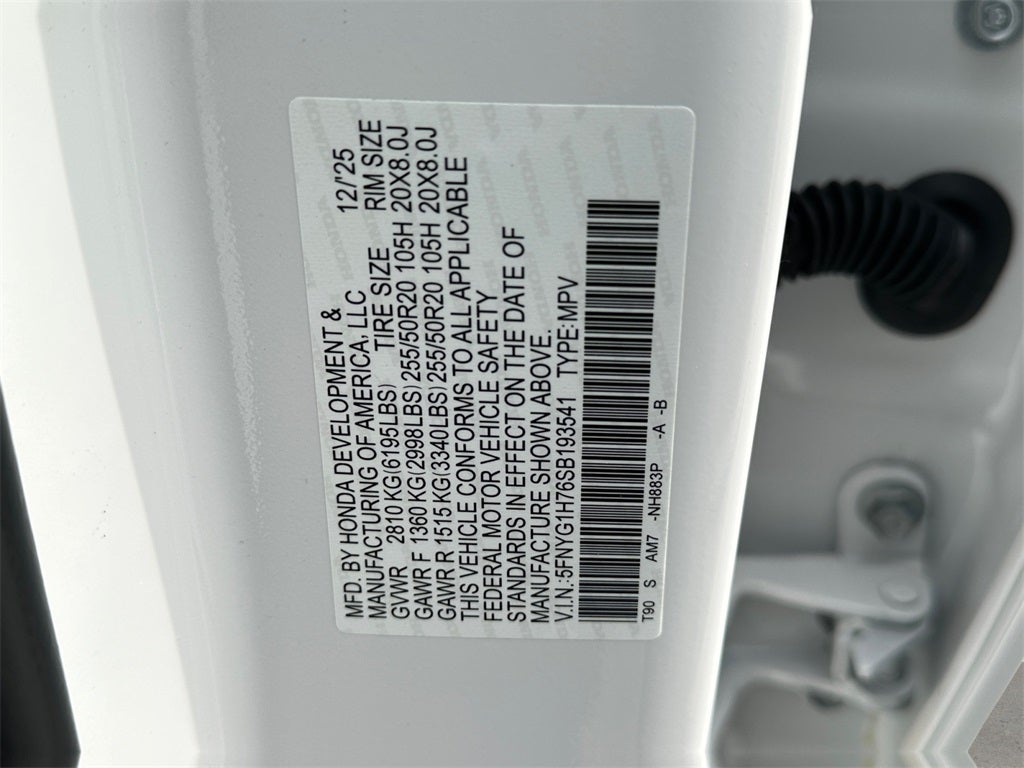 MFD. BY HONDA DEVELOPMENT & 12/'25
MANUFACTURING OF AMERICA, LLC
GVWR 2810 KG(6195LBS) TIRE SIZE RIM SIZE
GAWR F 1360 KG(2998LBS) 255/50R20 105H 20X8.0J
GAWR R 1515 KG(3340LBS) 255/50R20 105H 20X8.0J
THIS VEHICLE CONFORMS TO ALL APPLICABLE
FEDERAL MOTOR VEHICLE SAFETY
STANDARDS IN EFFECT ON THE DATE OF
MANUFACTURE SHOWN ABOVE.
V.I.N.:5FNYG1H76SB193541 TYPE:MPV
T90 S AM7 -NH883P -A -B